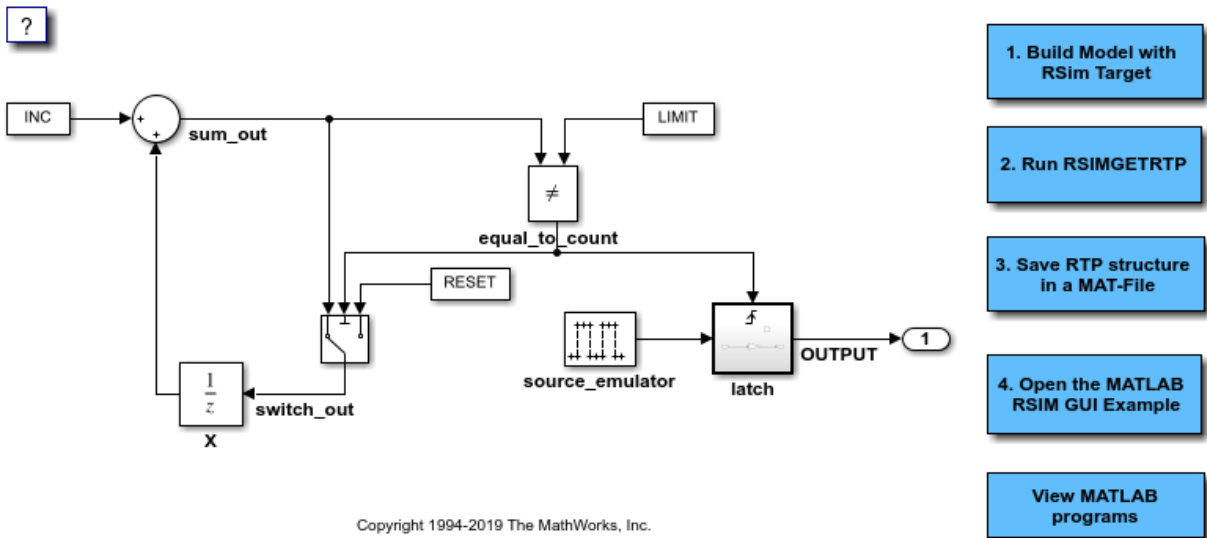 ?
1. Build Model with
RSim Target
INC
+
+
sum_out
LIMIT
2. Run RSIMGETRTP
≠
equal_to_count
RESET
3. Save RTP structure
in a MAT-File
1
OUTPUT
source_emulator
latch
1
z
switch_out
X
4. Open the MATLAB
RSIM GUI Example
View MATLAB
programs
Copyright 1994-2019 The MathWorks, Inc.